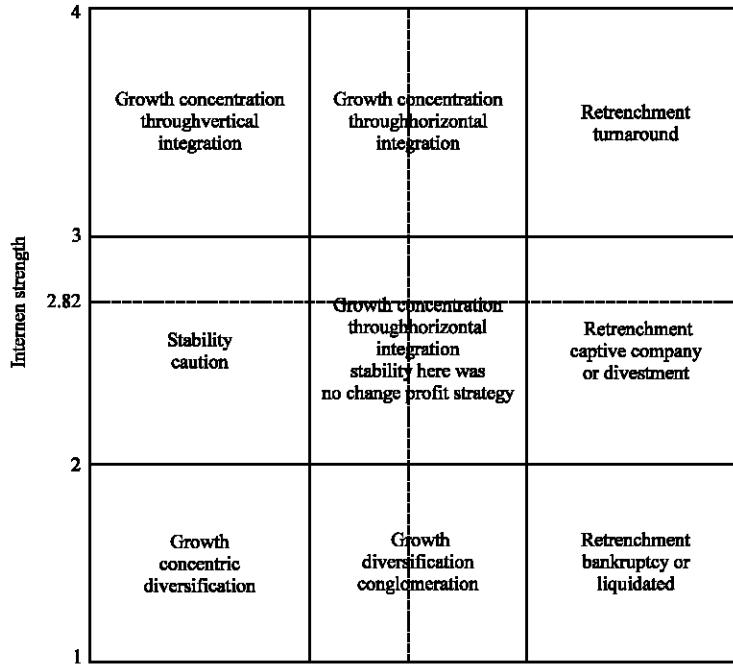 4
Growth concentration
throughvertical
integration
Growth concentration
throughhorizontal
integration
Retrenchment
turnaround
3
Internen strength
2.82
Stability
caution
Growth concentration
throughhorizontal
integration
stability here was
no change profit strategy
Retrenchment
captive company
or divestment
2
Growth
concentric
diversification
Growth
diversification
conglomeration
Retrenchment
bankruptcy or
liquidated
1